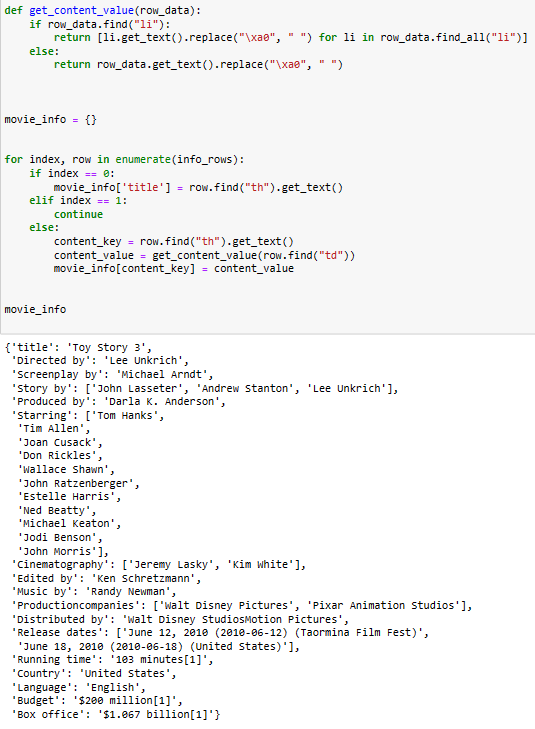 def get_content_value(row_data):
    if row_data.find("li"):
        return [li.get_text().replace("\xa0", " ") for li in row_data.find_all("li")]
    else:
        return row_data.get_text().replace("\xa0", " ")
movie_info = {}
for index, row in enumerate(info_rows):
    if index == 0:
        movie_info['title'] = row.find("th").get_text()
    elif index == 1:
        continue
    else:
        content_key = row.find("th").get_text()
        content_value = get_content_value(row.find("td"))
        movie_info[content_key] = content_value
movie_info
{'title': 'Toy Story 3',
 'Directed by': 'Lee Unkrich',
 'Screenplay by': 'Michael Arndt',
 'Story by': ['John Lasseter', 'Andrew Stanton', 'Lee Unkrich'],
 'Produced by': 'Darla K. Anderson',
 'Starring': ['Tom Hanks',
  'Tim Allen',
  'Joan Cusack',
  'Don Rickles',
  'Wallace Shawn',
  'John Ratzenberger',
  'Estelle Harris',
  'Ned Beatty',
  'Michael Keaton',
  'Jodi Benson',
  'John Morris'],
 'Cinematography': ['Jeremy Lasky', 'Kim White'],
 'Edited by': 'Ken Schretzmann',
 'Music by': 'Randy Newman',
 'Productioncompanies': ['Walt Disney Pictures', 'Pixar Animation Studios'],
 'Distributed by': 'Walt Disney StudiosMotion Pictures',
 'Release dates': ['June 12, 2010 (2010-06-12) (Taormina Film Fest)',
  'June 18, 2010 (2010-06-18) (United States)'],
 'Running time': '103 minutes[1]',
 'Country': 'United States',
 'Language': 'English',
 'Budget': '$200 million[1]',
 'Box office': '$1.067 billion[1]'}